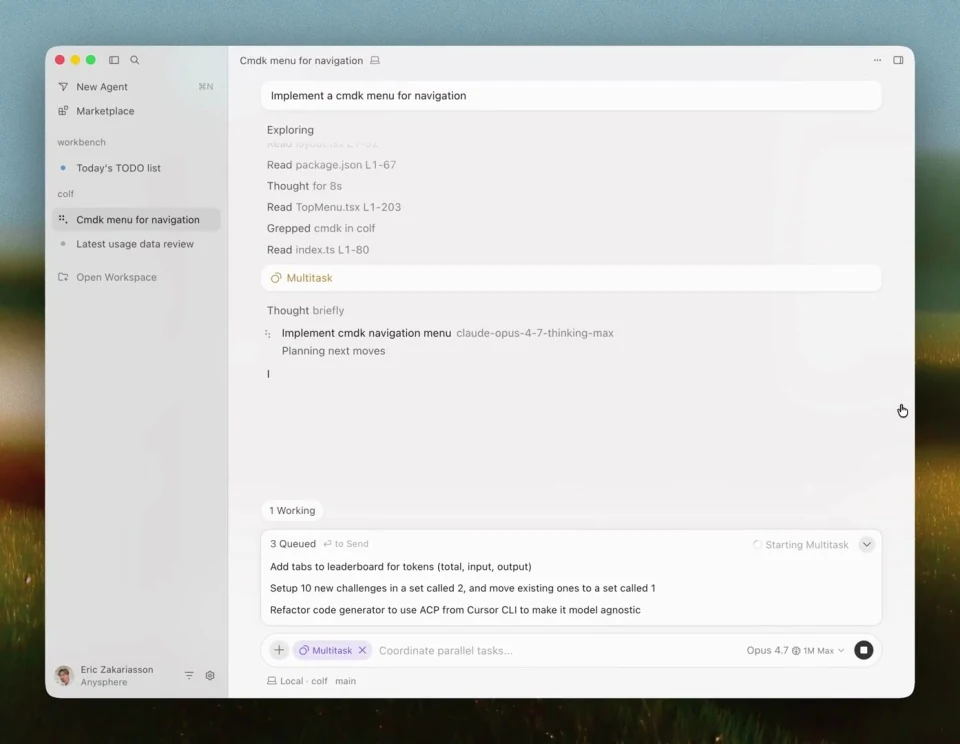 Cmdk menu for navigation
New Agent ⌘N
Marketplace
workbench
Today's TODO list
colf
Cmdk menu for navigation
Latest usage data review
Open Workspace
Eric Zakariasson
Anysphere
Implement a cmdk menu for navigation
Exploring
Read layout.tsx L1-52
Read package.json L1-67
Thought for 8s
Read TopMenu.tsx L1-203
Grepped cmdk in colf
Read index.ts L1-80
Multitask
Thought briefly
Implement cmdk navigation menu claude-opus-4-7-thinking-max
Planning next moves
I
1 Working
3 Queued ⏎ to Send Starting Multitask
Add tabs to leaderboard for tokens (total, input, output)
Setup 10 new challenges in a set called 2, and move existing ones to a set called 1
Refactor code generator to use ACP from Cursor CLI to make it model agnostic
Multitask Coordinate parallel tasks... Opus 4.7 1M Max
Local · colf main